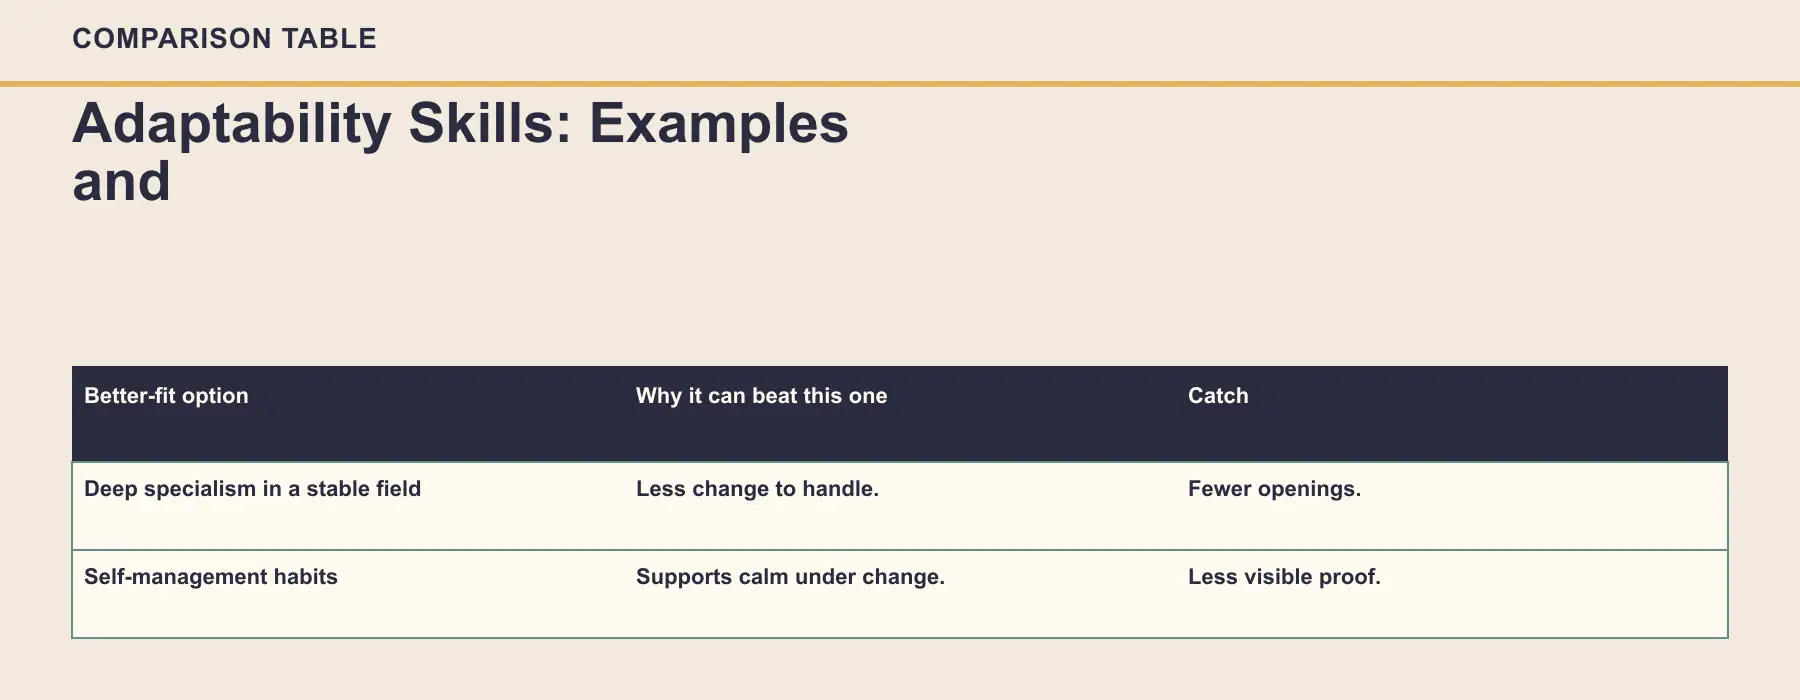 COMPARISON TABLE
Adaptability Skills: Examples
and
Better-fit option Why it can beat this one Catch
Deep specialism in a stable field Less change to handle. Fewer openings.
Self-management habits Supports calm under change. Less visible proof.